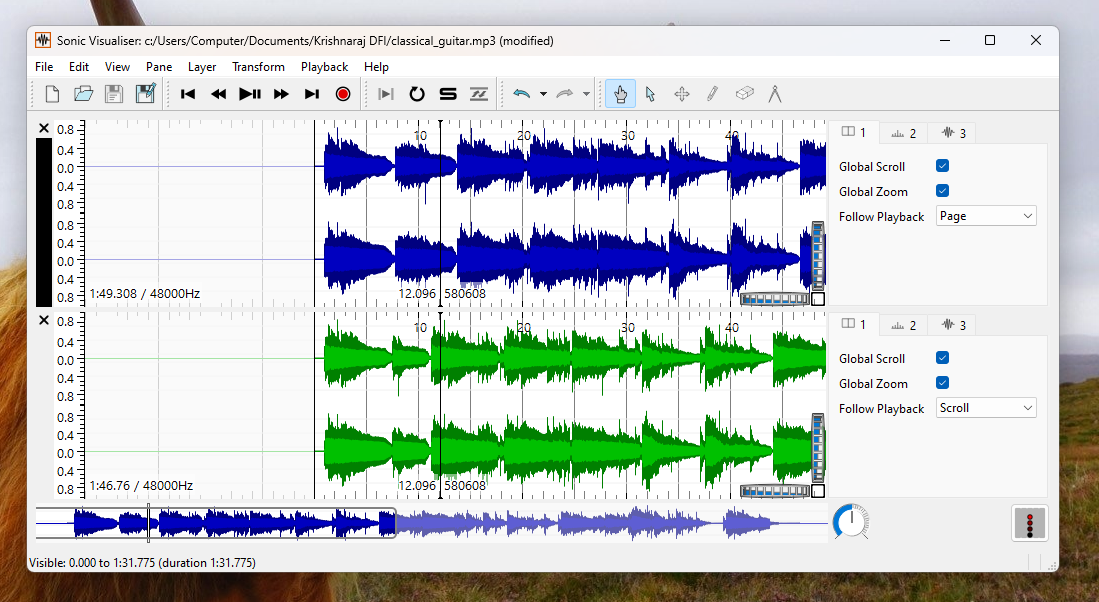 Sonic Visualiser: c:/Users/Computer/Documents/Krishnaraj DFI/classical_guitar.mp3 (modified)
File Edit View Pane Layer Transform Playback Help
0.8
0.4
0.0
0.4
0.8
0.8
0.4
0.0
0.4
0.8
10 20 30 40
1:49.308 / 48000Hz
12.096 580608
1 2 3
Global Scroll
Global Zoom
Follow Playback Page
0.8
0.4
0.0
0.4
0.8
0.8
0.4
0.0
0.4
0.8
10 20 30 40
1:46.76 / 48000Hz
12.096 580608
1 2 3
Global Scroll
Global Zoom
Follow Playback Scroll
Visible: 0.000 to 1:31.775 (duration 1:31.775)